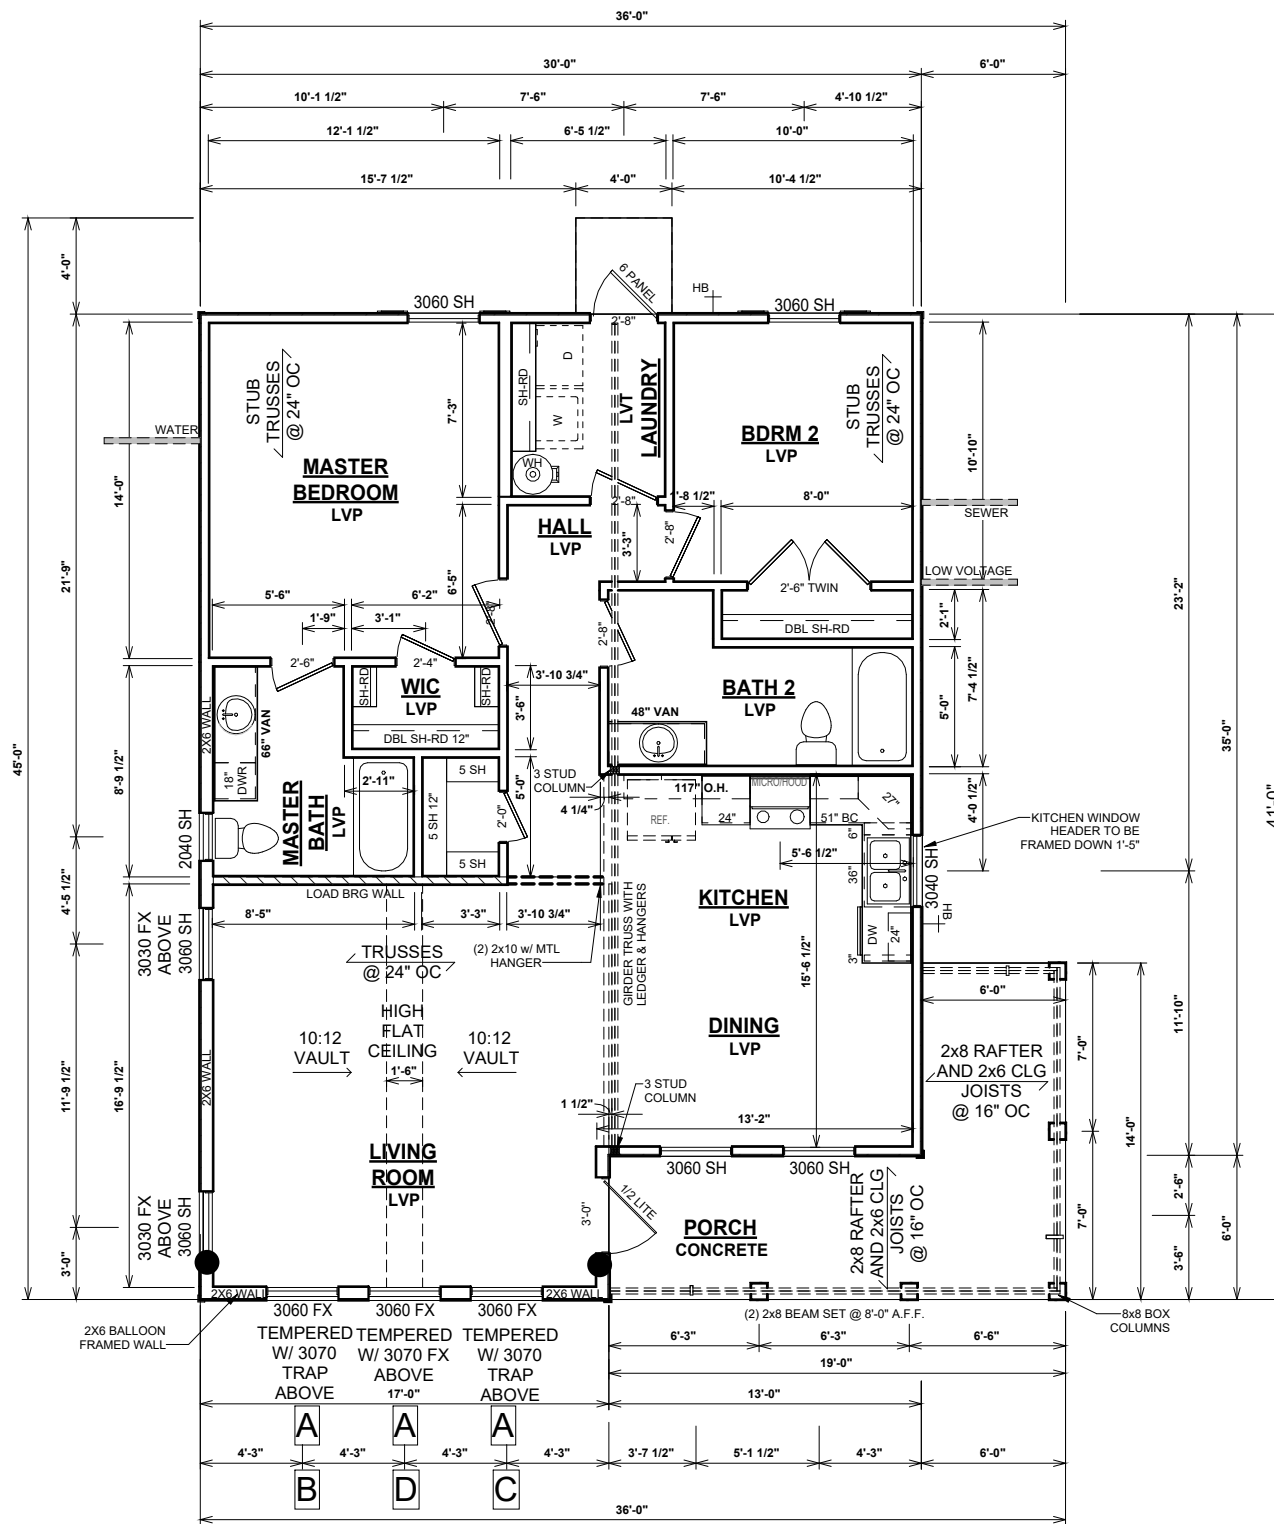 36'-0"
30'-0"
6'-0"
10'-1 1/2"
7'-6"
7'-6"
4'-10 1/2"
12'-1 1/2"
6'-5 1/2"
10'-0"
15'-7 1/2"
4'-0"
10'-4 1/2"
4'-0"
45'-0"
21'-9"
14'-0"
8'-9 1/2"
4'-5 1/2"
11'-9 1/2"
16'-9 1/2"
3'-0"
6 PANEL
HB
3060 SH
3060 SH
2'-8"
STUB
TRUSSES
@ 24" OC
WATER
MASTER
BEDROOM
LVP
7'-3"
SH-RD
D
W
WH
LVT
LAUNDRY
BDRM 2
LVP
STUB
TRUSSES
@ 24" OC
10'-10"
23'-2"
35'-0"
41'-0"
SEWER
LOW VOLTAGE
2'-8"
1'-8 1/2"
8'-0"
HALL
LVP
3'-3"
2'-8"
6'-5"
2'-6" TWIN
DBL SH-RD
2'-1"
7'-4 1/2"
5'-0"
5'-6"
6'-2"
1'-9"
3'-1"
2'-8"
2'-8"
2'-6"
2'-4"
SH-RD
WIC
LVP
SH-RD
3'-10 3/4"
3'-6"
DBL SH-RD 12"
BATH 2
LVP
48" VAN
2X6 WALL
66" VAN
18"
DWR
MASTER
BATH
LVP
2'-11"
5 SH
5 SH 12"
5 SH
2'-0"
5'-0"
3 STUD
COLUMN
4 1/4"
117" O.H.
MICRO/HOOD
27"
REF.
24"
51" BC
6"
5'-6 1/2"
36"
4'-0 1/2"
KITCHEN WINDOW
HEADER TO BE
FRAMED DOWN 1'-5"
3040 SH
HB
DW
24"
3"
2040 SH
LOAD BRG WALL
8'-5"
3'-3"
3'-10 3/4"
3030 FX
ABOVE
3060 SH
TRUSSES
@ 24" OC
(2) 2x10 w/ MTL
HANGER
GIRDER TRUSS WITH
LEDGER & HANGERS
KITCHEN
LVP
15'-6 1/2"
DINING
LVP
10:12
VAULT
HIGH
FLAT
CEILING
10:12
VAULT
1'-6"
2X6 WALL
6'-0"
2x8 RAFTER
AND 2x6 CLG
JOISTS
@ 16" OC
7'-0"
14'-0"
11'-10"
3 STUD
COLUMN
1 1/2"
13'-2"
LIVING
ROOM
LVP
3060 SH
3060 SH
3030 FX
ABOVE
3060 SH
1/2 LITE
3'-0"
PORCH
CONCRETE
2x8 RAFTER
AND 2x6 CLG
JOISTS
@ 16" OC
7'-0"
2'-6"
3'-6"
6'-0"
2X6 WALL
2X6 WALL
3060 FX
3060 FX
3060 FX
2X6 BALLOON
FRAMED WALL
TEMPERED
W/ 3070
TRAP
ABOVE
TEMPERED
W/ 3070 FX
ABOVE
TEMPERED
W/ 3070
TRAP
ABOVE
(2) 2x8 BEAM SET @ 8'-0" A.F.F.
8x8 BOX
COLUMNS
6'-3"
6'-3"
6'-6"
19'-0"
17'-0"
13'-0"
A
A
A
4'-3"
4'-3"
4'-3"
4'-3"
3'-7 1/2"
5'-1 1/2"
4'-3"
6'-0"
B
D
C
36'-0"